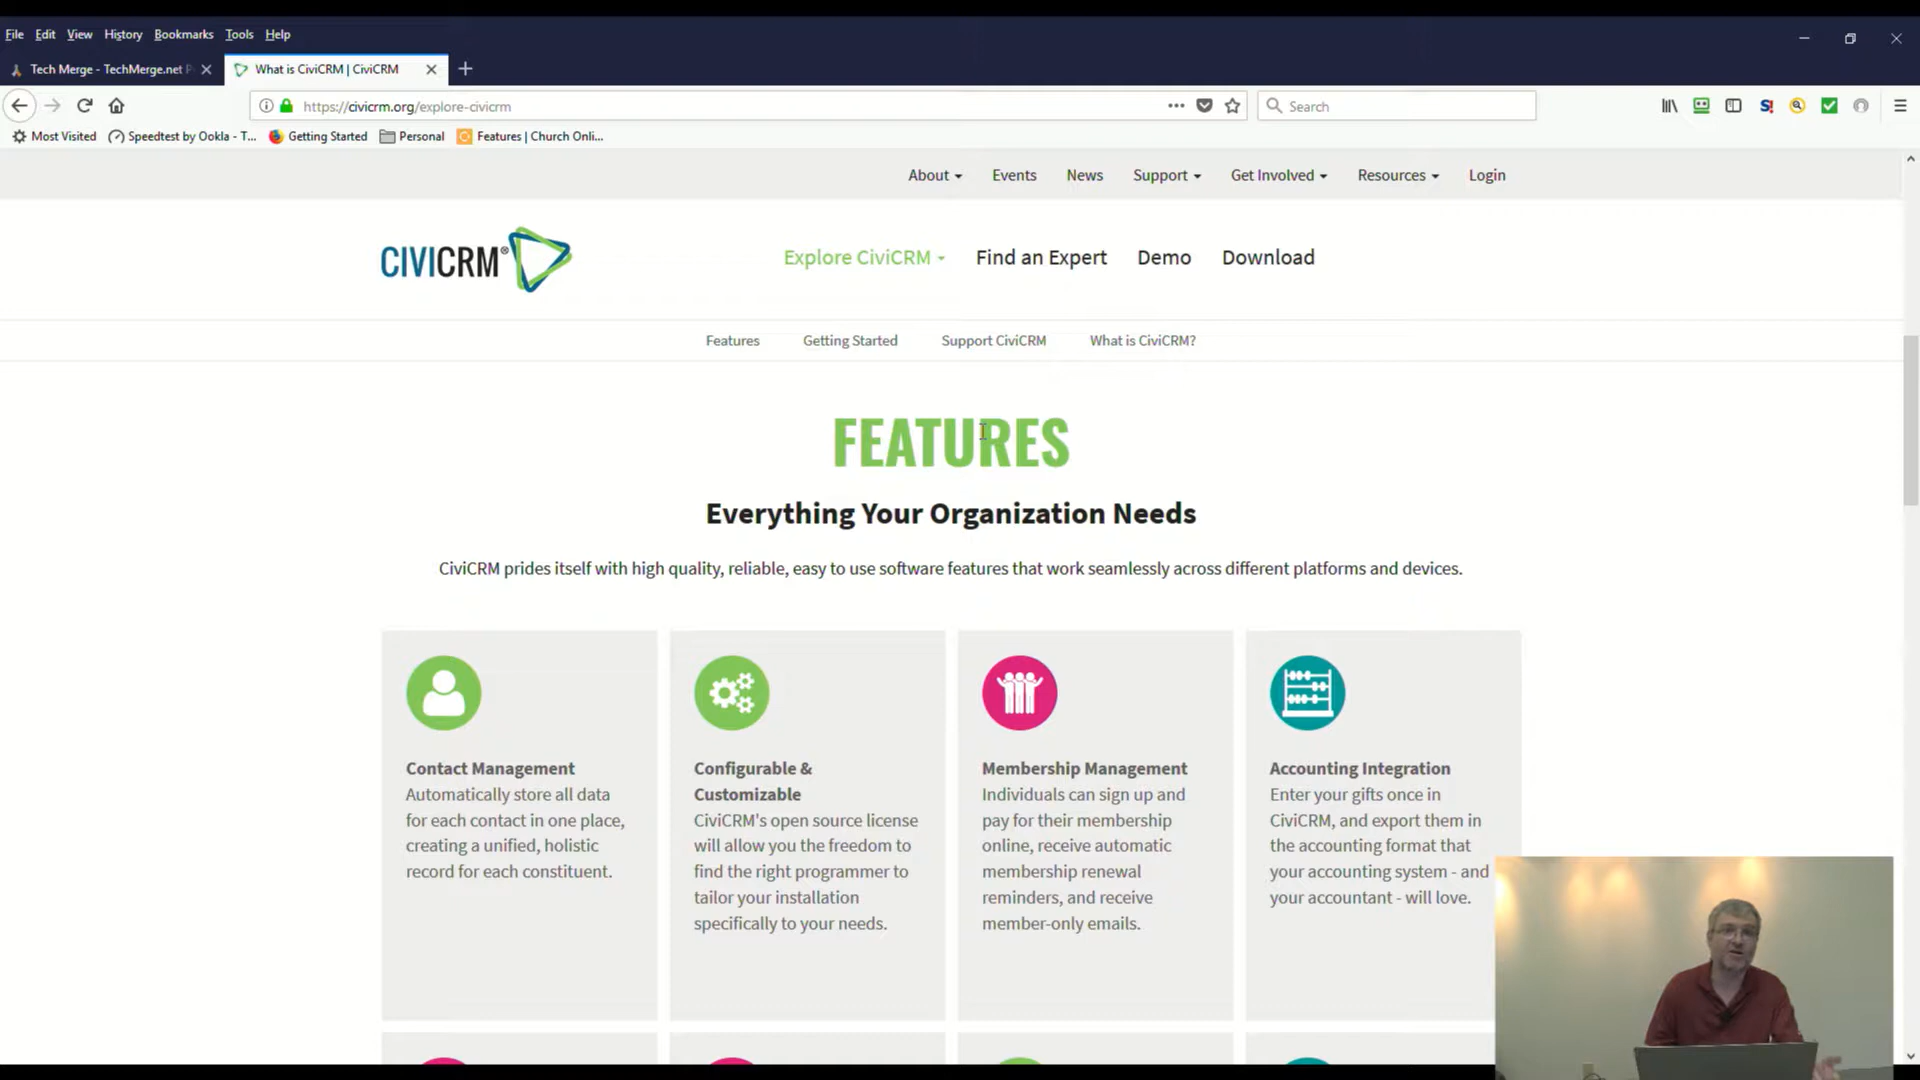 File Edit View History Bookmarks Tools Help
Tech Merge - TechMerge.net
What is CiviCRM | CiviCRM
https://civicrm.org/explore-civicrm
Search
Most Visited
Speedtest by Ookla - T...
Getting Started
Personal
Features | Church Onli...
About Events News Support Get Involved Resources Login
CIVICRM®
Explore CiviCRM Find an Expert Demo Download
Features Getting Started Support CiviCRM What is CiviCRM?
FEATURES
Everything Your Organization Needs
CiviCRM prides itself with high quality, reliable, easy to use software features that work seamlessly across different platforms and devices.
Contact Management
Automatically store all data
for each contact in one place,
creating a unified, holistic
record for each constituent.
Configurable &
Customizable
CiviCRM's open source license
will allow you the freedom to
find the right programmer to
tailor your installation
specifically to your needs.
Membership Management
Individuals can sign up and
pay for their membership
online, receive automatic
membership renewal
reminders, and receive
member-only emails.
Accounting Integration
Enter your gifts once in
CiviCRM, and export them in
the accounting format that
your accounting system - and
your accountant - will love.